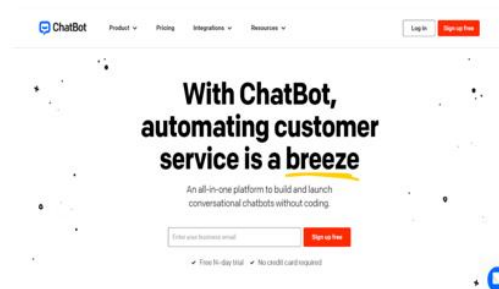 ChatBot
Product
Pricing
Integrations
Resources
Log in
Sign up free
With ChatBot,
automating customer
service is a breeze
An all-in-one platform to build and launch
conversational chatbots without coding.
Enter your business email
Sign up free
✔ Free 14-day trial ✔ No credit card required